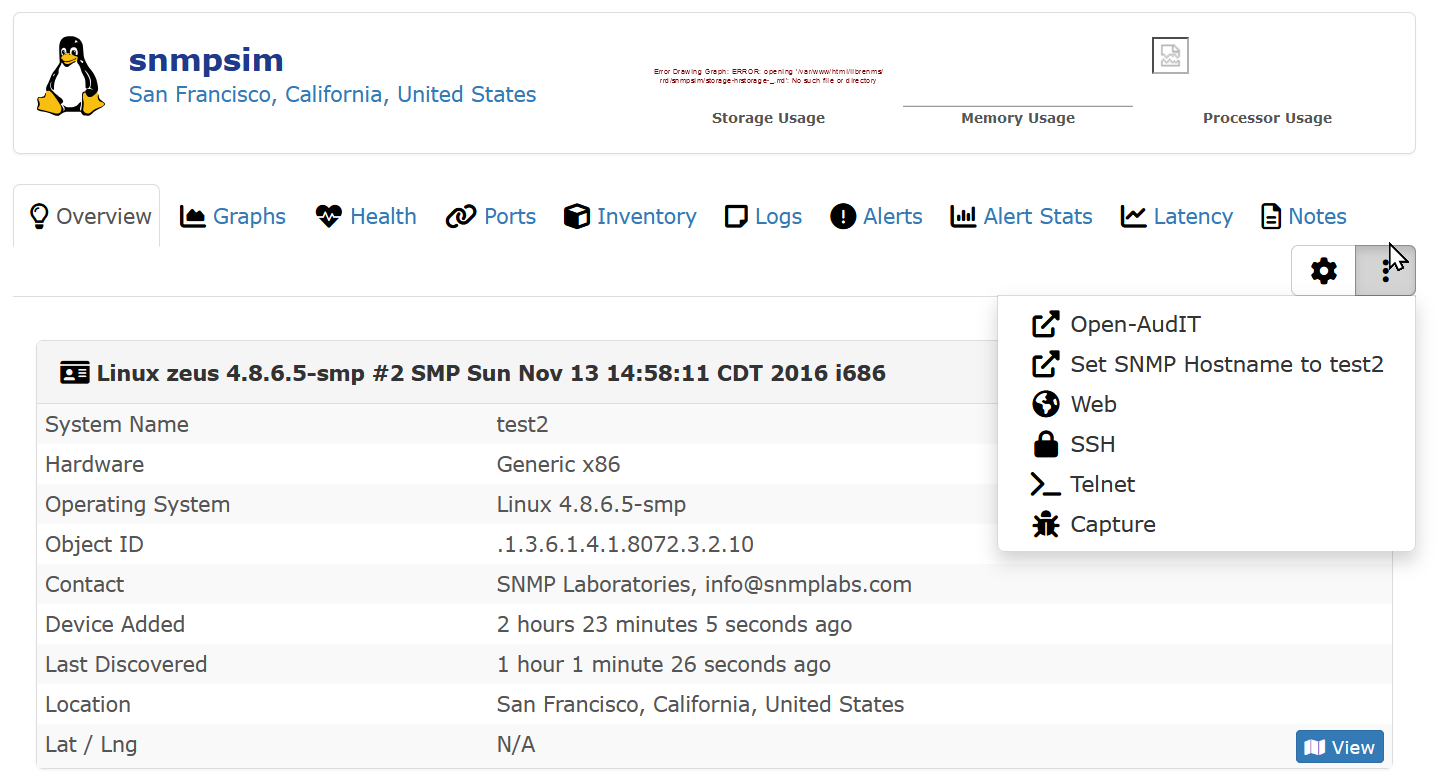 snmpsim
San Francisco, California, United States
Error Drawing Graph: ERROR: opening '/var/www/html/librenms/
rrd/snmpsim/storage-hrstorage-_.rrd': No such file or directory
Storage Usage
Memory Usage
Processor Usage
Overview
Graphs
Health
Ports
Inventory
Logs
Alerts
Alert Stats
Latency
Notes
Open-AudIT
Set SNMP Hostname to test2
Web
SSH
Telnet
Capture
Linux zeus 4.8.6.5-smp #2 SMP Sun Nov 13 14:58:11 CDT 2016 i686
System Name test2
Hardware Generic x86
Operating System Linux 4.8.6.5-smp
Object ID .1.3.6.1.4.1.8072.3.2.10
Contact SNMP Laboratories, info@snmplabs.com
Device Added 2 hours 23 minutes 5 seconds ago
Last Discovered 1 hour 1 minute 26 seconds ago
Location San Francisco, California, United States
Lat / Lng N/A View